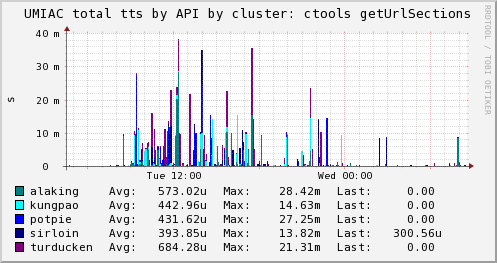 UMIAC total tts by API by cluster: ctools getUrlSections
RRDTOOL / TOBI OETIKER
s
40 m
30 m
20 m
10 m
0
Tue 12:00 Wed 00:00
alaking Avg: 573.02u Max: 28.42m Last: 0.00
kungpao Avg: 442.96u Max: 14.63m Last: 0.00
potpie Avg: 431.62u Max: 27.25m Last: 0.00
sirloin Avg: 393.85u Max: 13.82m Last: 300.56u
turducken Avg: 684.28u Max: 21.31m Last: 0.00